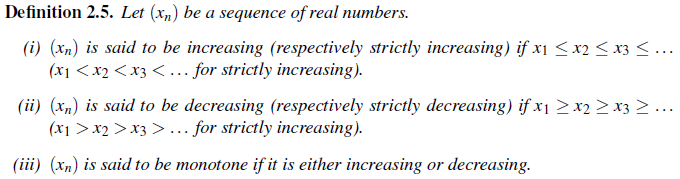 Definition 2.5. Let (xₙ) be a sequence of real numbers.
(i) (xₙ) is said to be increasing (respectively strictly increasing) if x₁ ≤ x₂ ≤ x₃ ≤ ...
(x₁ < x₂ < x₃ < ... for strictly increasing).
(ii) (xₙ) is said to be decreasing (respectively strictly decreasing) if x₁ ≥ x₂ ≥ x₃ ≥ ...
(x₁ > x₂ > x₃ > ... for strictly increasing).
(iii) (xₙ) is said to be monotone if it is either increasing or decreasing.